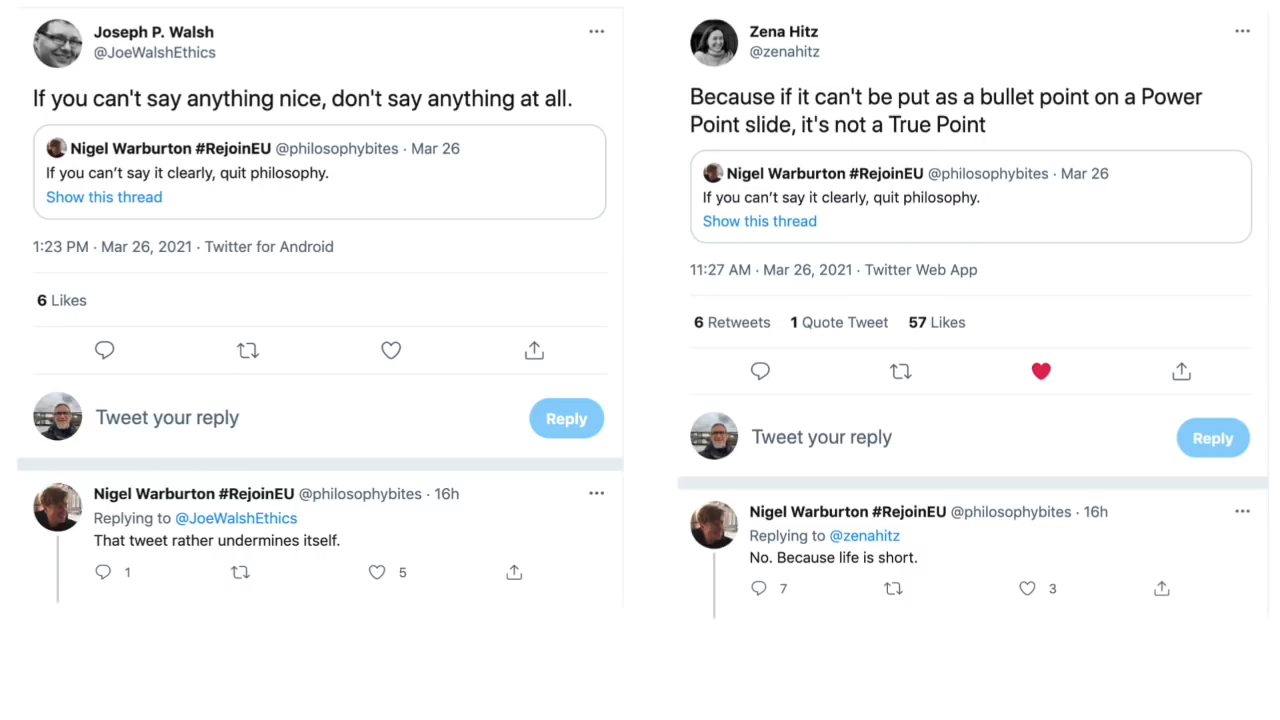 Joseph P. Walsh
@JoeWalshEthics
If you can't say anything nice, don't say anything at all.
Nigel Warburton #RejoinEU @philosophybites · Mar 26
If you can't say it clearly, quit philosophy.
Show this thread
1:23 PM · Mar 26, 2021 · Twitter for Android
6 Likes
Tweet your reply
Reply
Nigel Warburton #RejoinEU @philosophybites · 16h
Replying to @JoeWalshEthics
That tweet rather undermines itself.
1 5
Zena Hitz
@zenahitz
Because if it can't be put as a bullet point on a Power
Point slide, it's not a True Point
Nigel Warburton #RejoinEU @philosophybites · Mar 26
If you can't say it clearly, quit philosophy.
Show this thread
11:27 AM · Mar 26, 2021 · Twitter Web App
6 Retweets 1 Quote Tweet 57 Likes
Tweet your reply
Reply
Nigel Warburton #RejoinEU @philosophybites · 16h
Replying to @zenahitz
No. Because life is short.
7 3